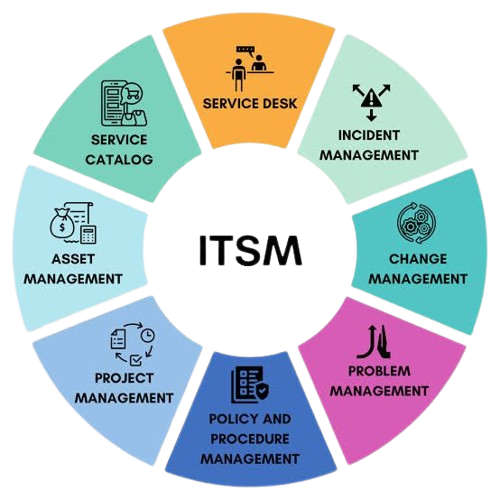 SERVICE DESK
INCIDENT
MANAGEMENT
CHANGE
MANAGEMENT
PROBLEM
MANAGEMENT
POLICY AND
PROCEDURE
MANAGEMENT
PROJECT
MANAGEMENT
ASSET
MANAGEMENT
$
SERVICE
CATALOG
ITSM